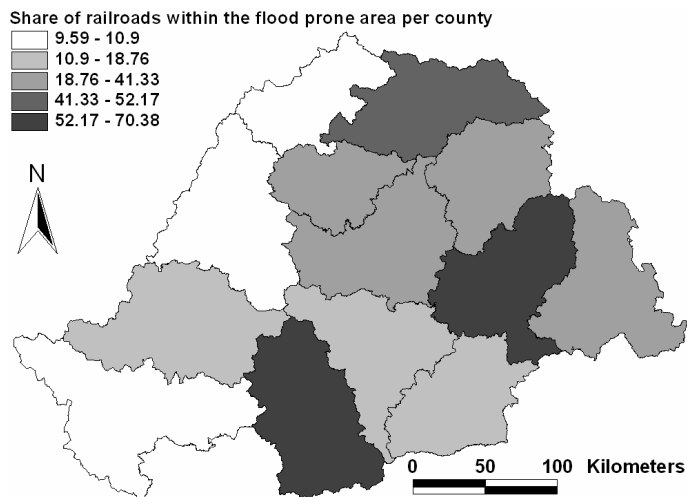 Share of railroads within the flood prone area per county
9.59 - 10.9
10.9 - 18.76
18.76 - 41.33
41.33 - 52.17
52.17 - 70.38
N
0 50 100 Kilometers